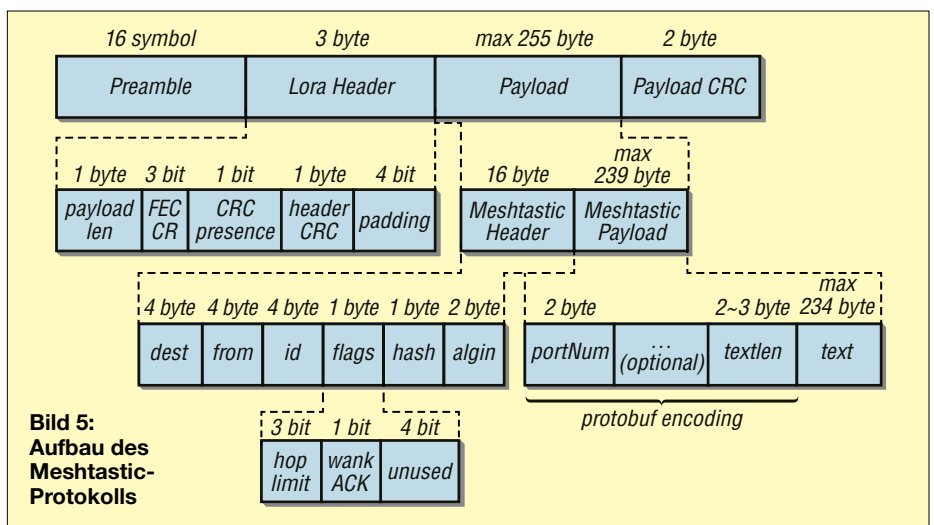 16 symbol 3 byte max 255 byte 2 byte
Preamble Lora Header Payload Payload CRC
1 byte 3 bit 1 bit 1 byte 4 bit
payload len FEC CR CRC presence header CRC padding
16 byte max 239 byte
Meshtastic Header Meshtastic Payload
4 byte 4 byte 4 byte 1 byte 1 byte 2 byte
dest from id flags hash algin
2 byte 2~3 byte max 234 byte
portNum ... (optional) textlen text
protobuf encoding
3 bit 1 bit 4 bit
hop limit wank ACK unused
Bild 5:
Aufbau des
Meshtastic-
Protokolls